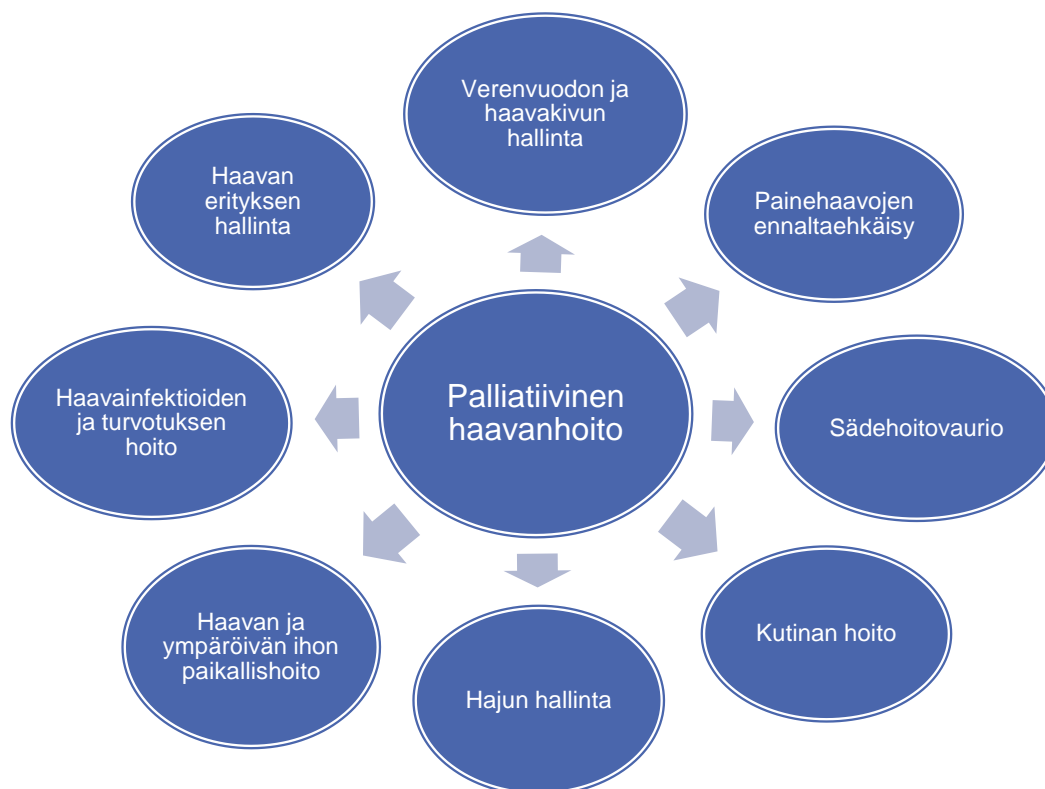 Verenvuodon ja
haavakivun
hallinta
Haavan
erityksen
hallinta
Painehaavojen
ennaltaehkäisy
Palliatiivinen
haavanhoito
Haavainfektioiden
ja turvotuksen
hoito
Sädehoitovaurio
Haavan ja
ympäröivän ihon
paikallishoito
Kutinan hoito
Hajun hallinta